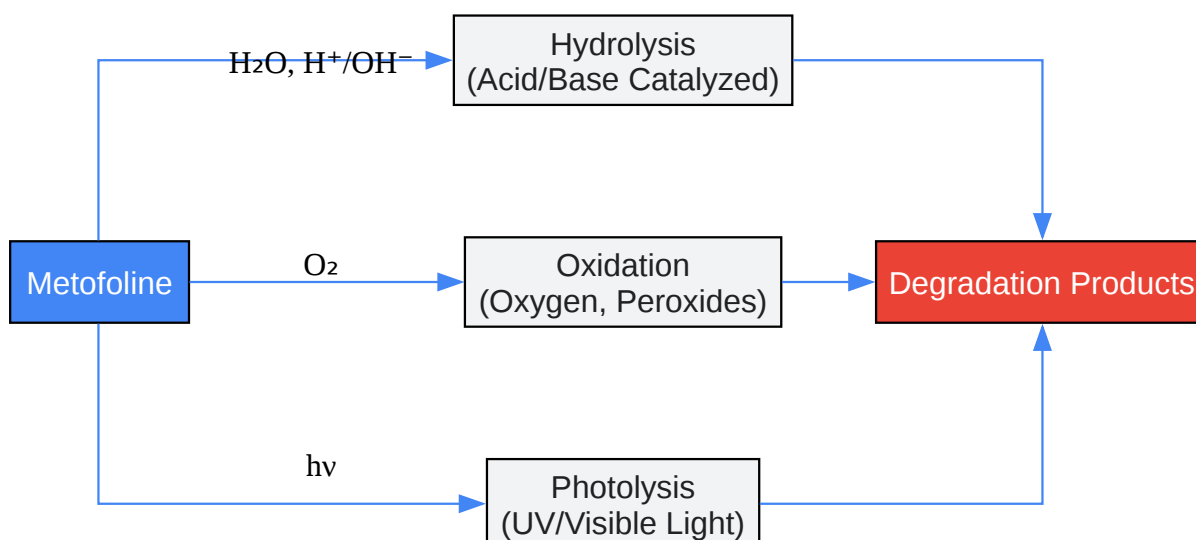 H₂O, H⁺/OH⁻
Hydrolysis
(Acid/Base Catalyzed)
Metofoline
O₂
Oxidation
(Oxygen, Peroxides)
Degradation Products
hν
Photolysis
(UV/Visible Light)